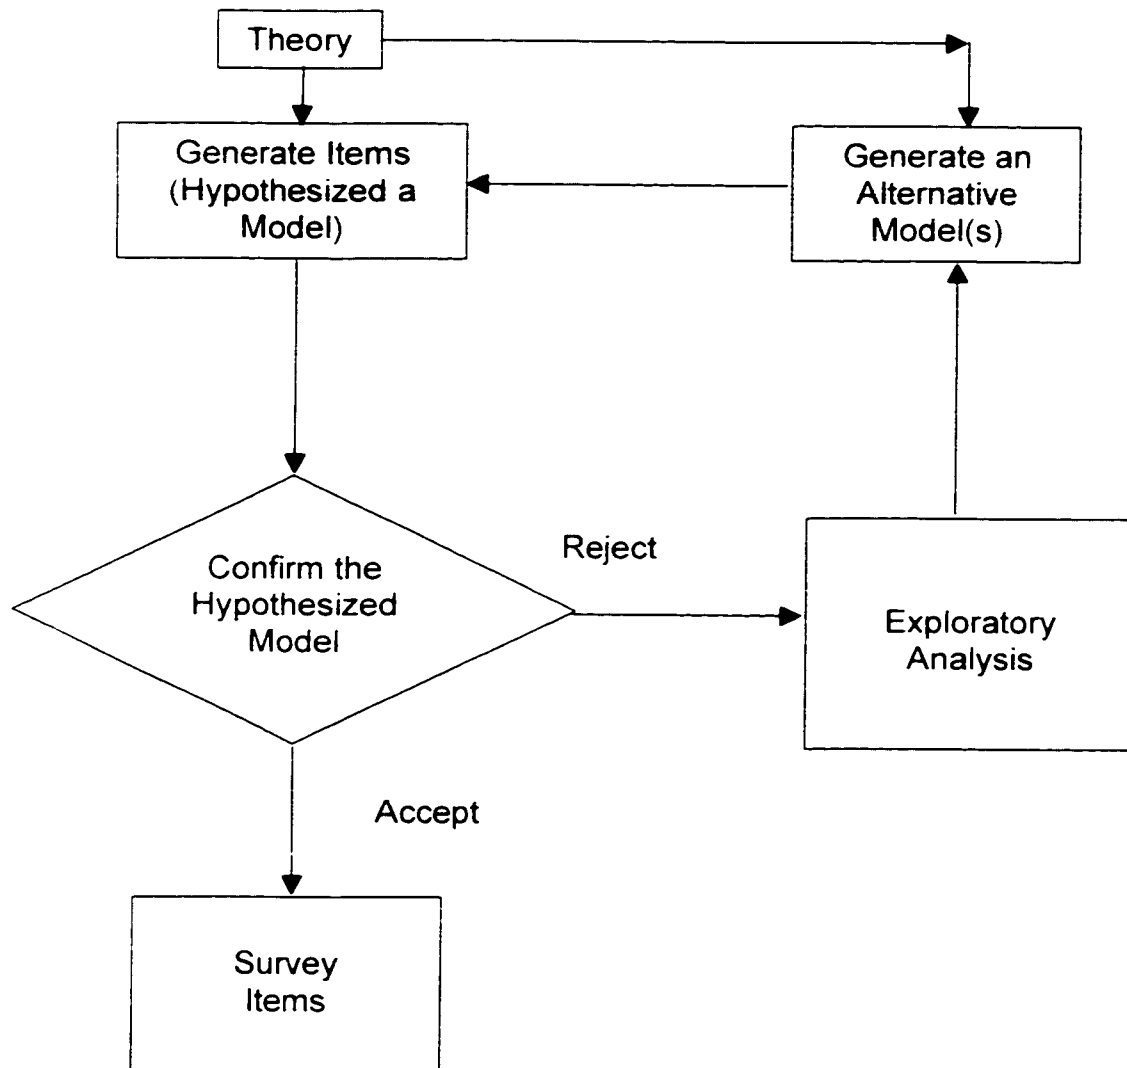 Theory
Generate Items
(Hypothesized a
Model)
Generate an
Alternative
Model(s)
Reject
Confirm the
Hypothesized
Model
Exploratory
Analysis
Accept
Survey
Items